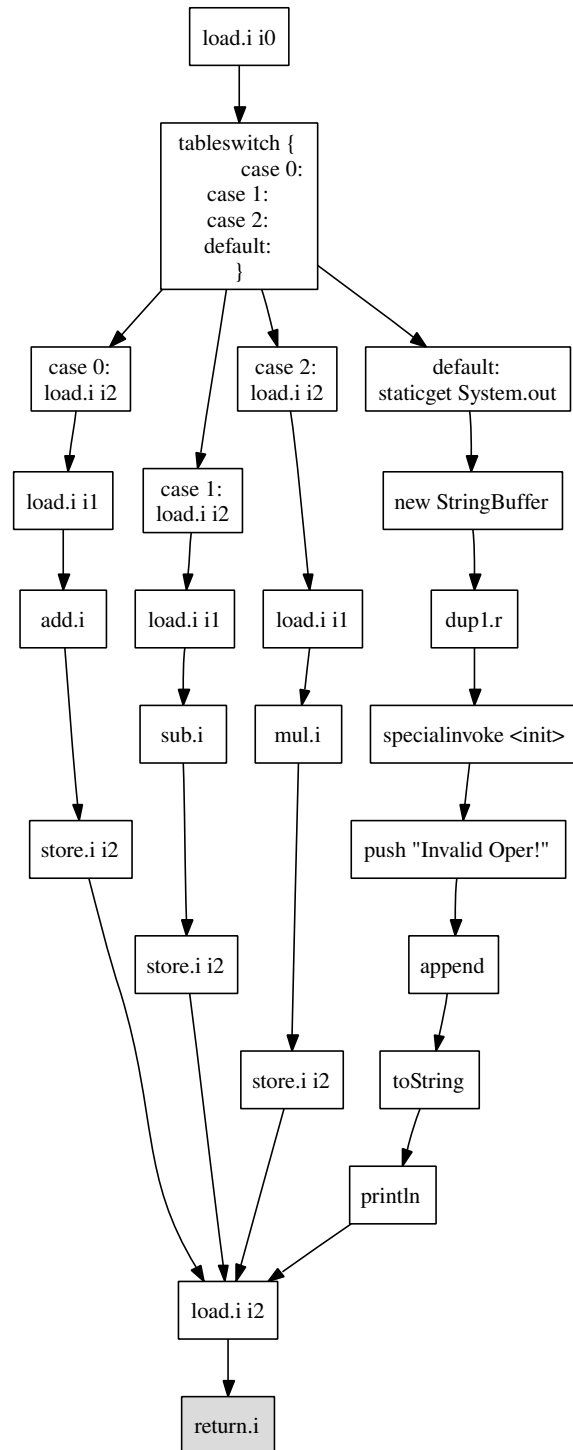 load.i i0
tableswitch {
case 0:
case 1:
case 2:
default:
}
case 0:
load.i i2
case 2:
load.i i2
default:
staticget System.out
load.i i1
case 1:
load.i i2
new StringBuffer
add.i
load.i i1
load.i i1
dup1.r
sub.i
mul.i
specialinvoke <init>
store.i i2
push "Invalid Oper!"
store.i i2
append
store.i i2
toString
println
load.i i2
return.i